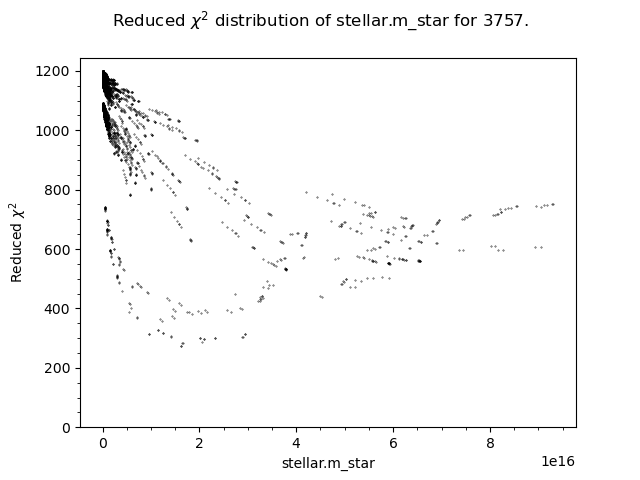 Reduced χ² distribution of stellar.m_star for 3757.
1200
1000
800
600
400
200
0
Reduced χ²
0 2 4 6 8
1e16
stellar.m_star